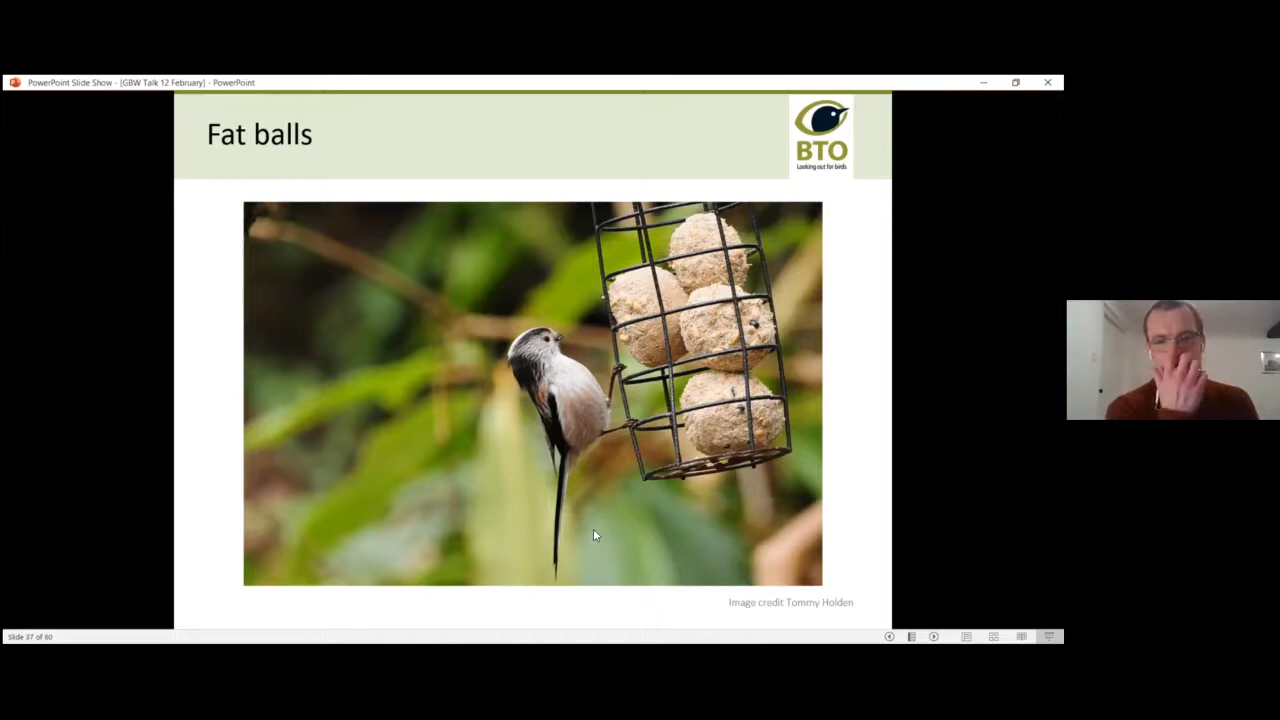 PowerPoint Slide Show - [GBW Talk 12 February] - PowerPoint
Fat balls
BTO
Looking out for birds
Image credit Tommy Holden
Slide 37 of 60